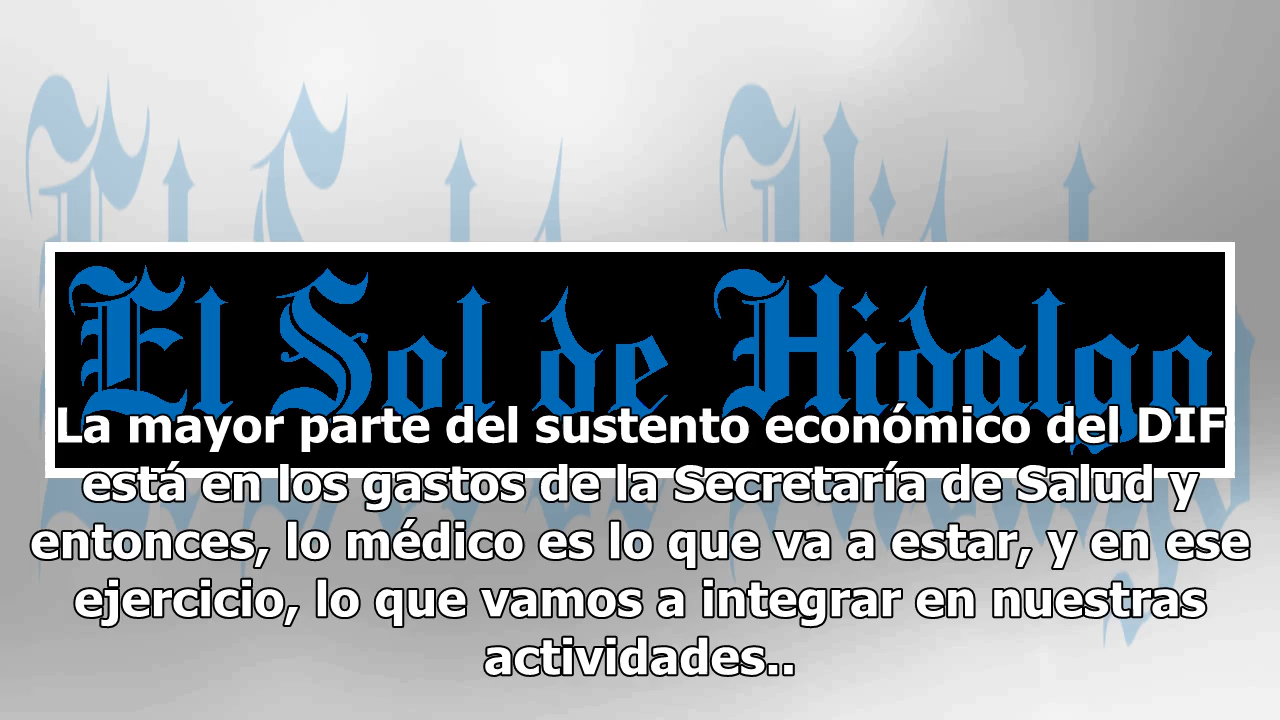 El Sol de Hidalgo
La mayor parte del sustento económico del DIF
está en los gastos de la Secretaría de Salud y
entonces, lo médico es lo que va a estar, y en ese
ejercicio, lo que vamos a integrar en nuestras
actividades..